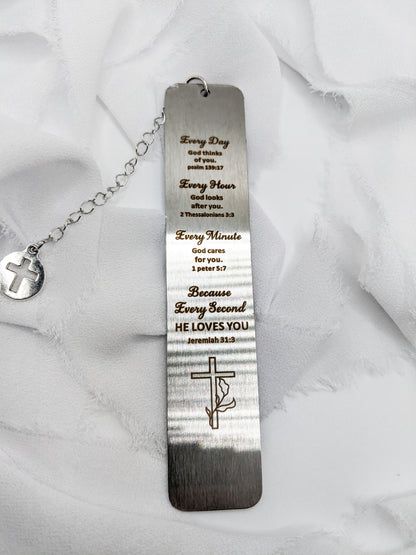 Every Day
God thinks
of you.
psalm 139:17
Every Hour
God looks
after you.
2 Thessalonians 3:3
Every Minute
God cares
for you.
1 peter 5:7
Because
Every Second
HE LOVES YOU
Jeremiah 31:3